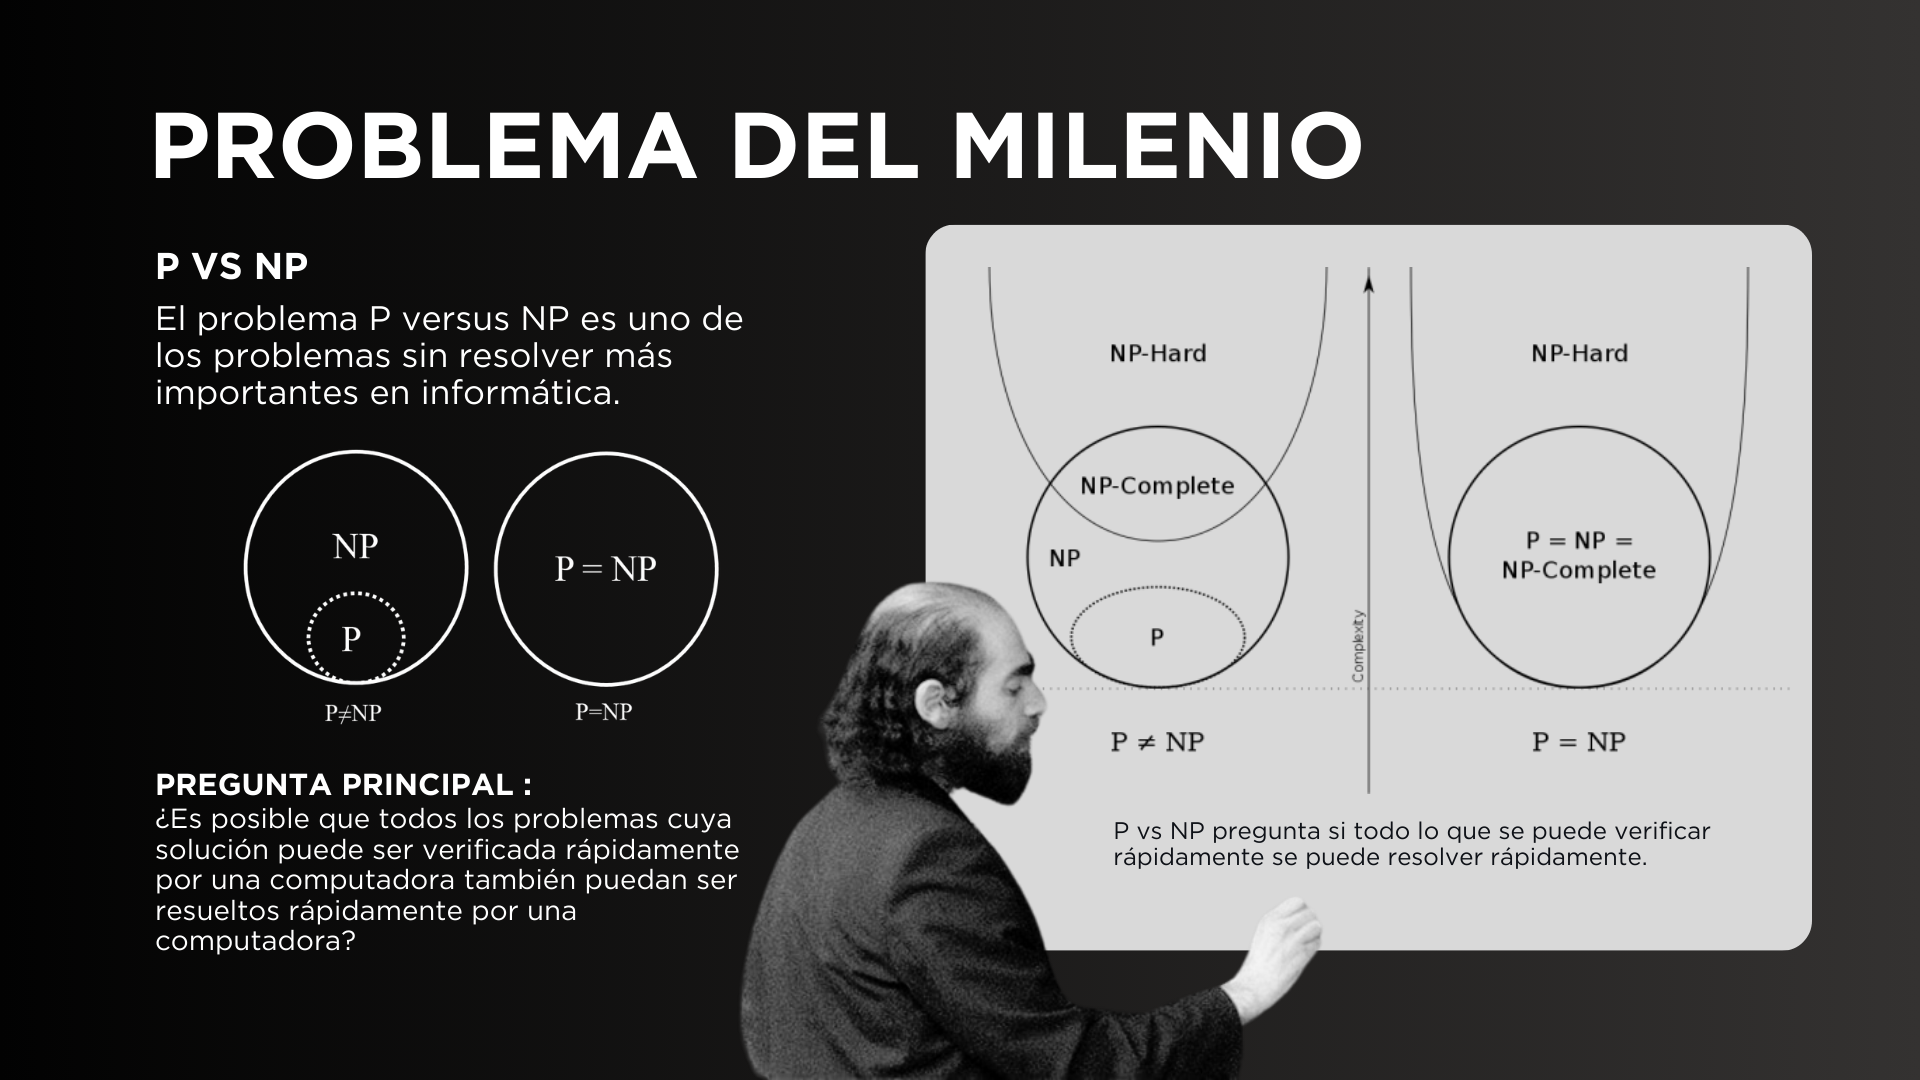 PROBLEMA DEL MILENIO
P VS NP
El problema P versus NP es uno de
los problemas sin resolver más
importantes en informática.
NP
P
P≠NP
P = NP
P=NP
PREGUNTA PRINCIPAL :
¿Es posible que todos los problemas cuya
solución puede ser verificada rápidamente
por una computadora también puedan ser
resueltos rápidamente por una
computadora?
NP-Hard
NP-Complete
NP
P
P ≠ NP
Complexity
NP-Hard
P = NP =
NP-Complete
P = NP
P vs NP pregunta si todo lo que se puede verificar
rápidamente se puede resolver rápidamente.